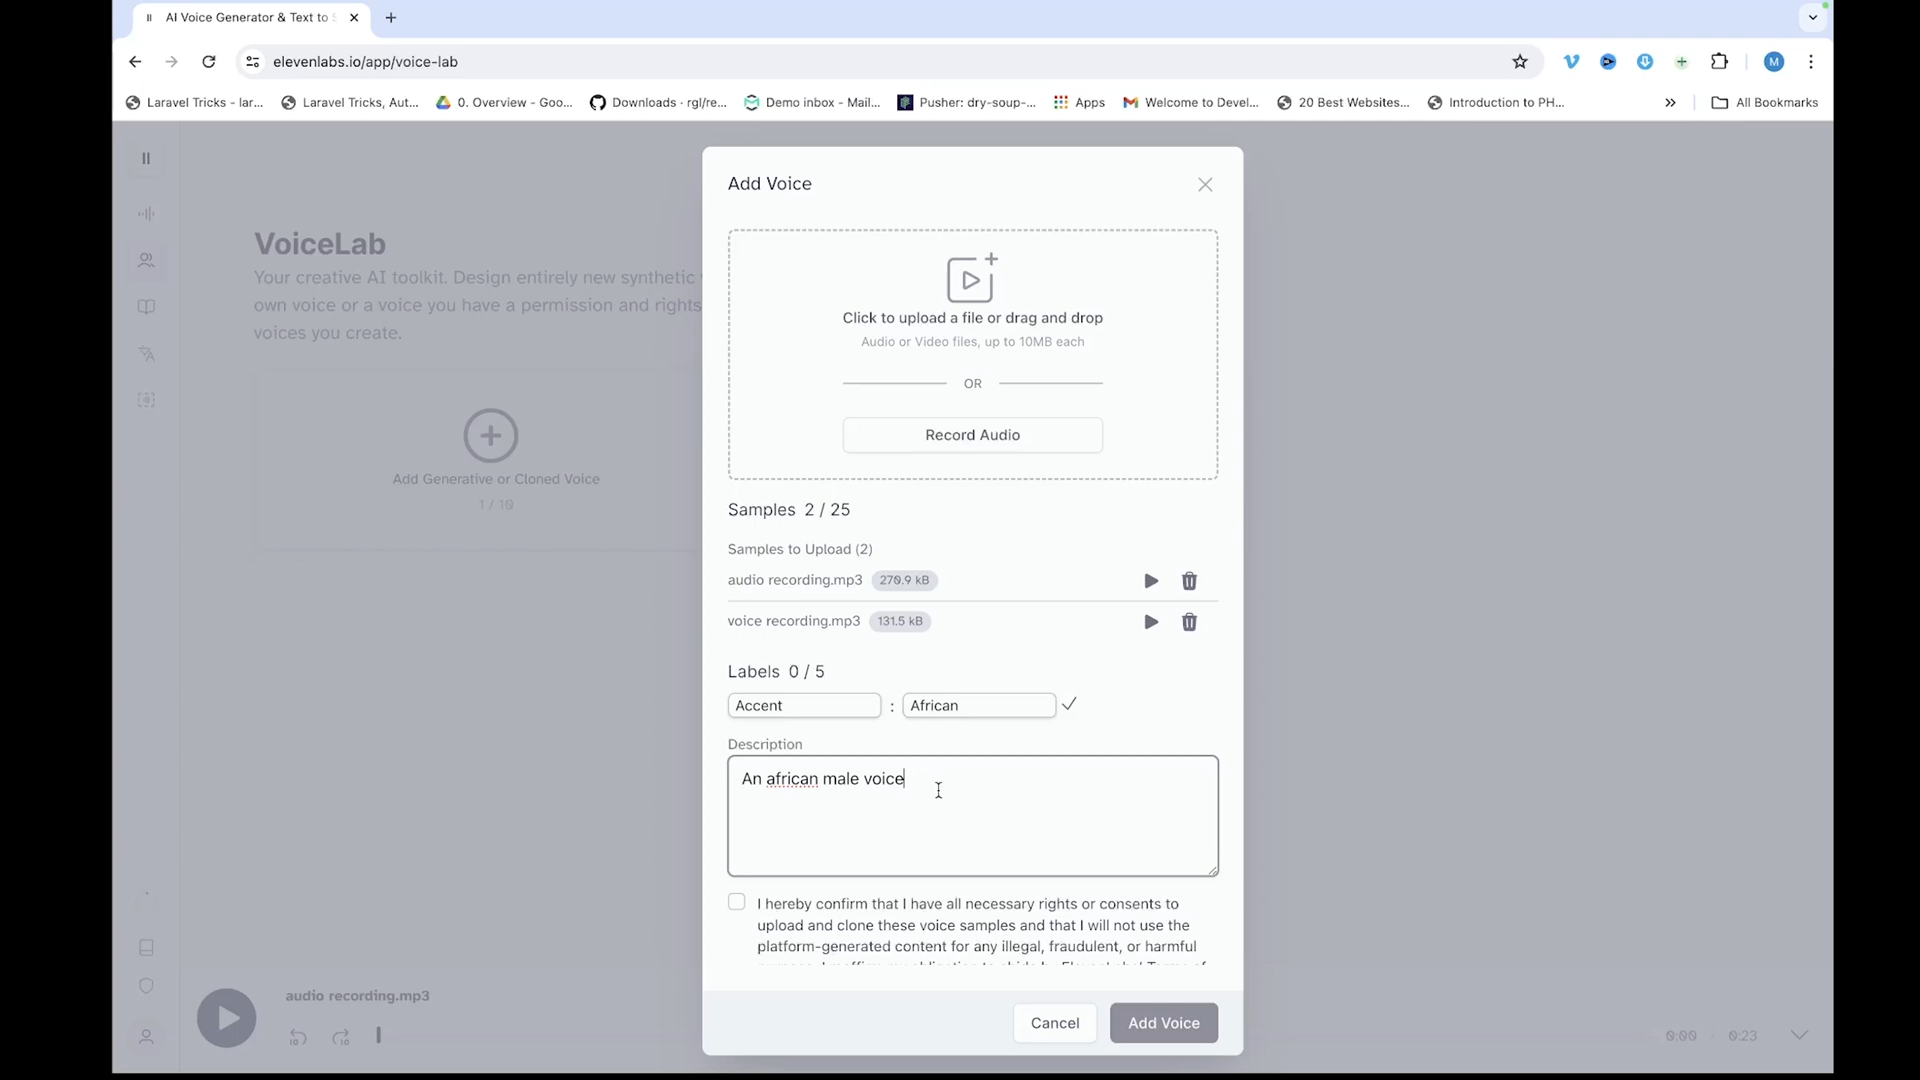 AI Voice Generator & Text to S
elevenlabs.io/app/voice-lab
M
Laravel Tricks - lar...
Laravel Tricks, Aut...
0. Overview - Goo...
Downloads · rgl/re...
Demo inbox - Mail...
Pusher: dry-soup-...
Apps
Welcome to Devel...
20 Best Websites...
Introduction to PH...
All Bookmarks
VoiceLab
Your creative AI toolkit. Design entirely new synthetic
own voice or a voice you have a permission and rights
voices you create.
Add Generative or Cloned Voice
1 / 10
Add Voice
Click to upload a file or drag and drop
Audio or Video files, up to 10MB each
OR
Record Audio
Samples 2 / 25
Samples to Upload (2)
audio recording.mp3 270.9 kB
voice recording.mp3 131.5 kB
Labels 0 / 5
Accent : African
Description
An african male voice
I hereby confirm that I have all necessary rights or consents to
upload and clone these voice samples and that I will not use the
platform-generated content for any illegal, fraudulent, or harmful
Cancel
Add Voice
audio recording.mp3
10
10
0:00
0:23